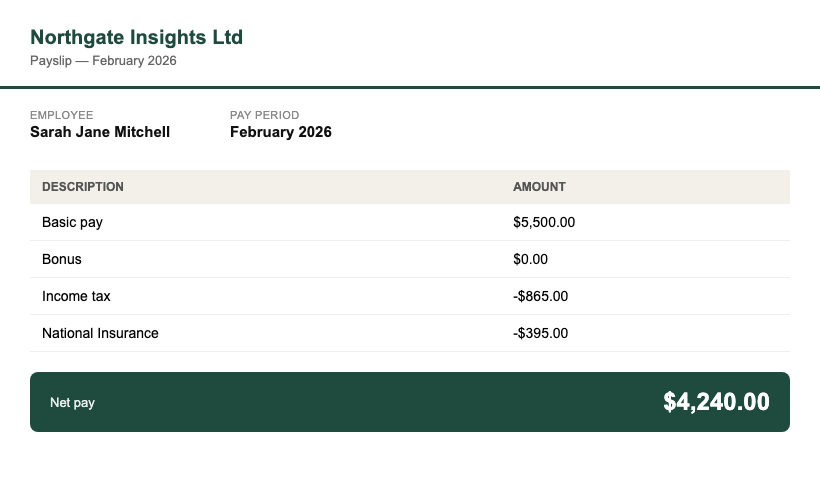 Northgate Insights Ltd
Payslip — February 2026
EMPLOYEE PAY PERIOD
Sarah Jane Mitchell February 2026
DESCRIPTION AMOUNT
Basic pay $5,500.00
Bonus $0.00
Income tax -$865.00
National Insurance -$395.00
Net pay $4,240.00